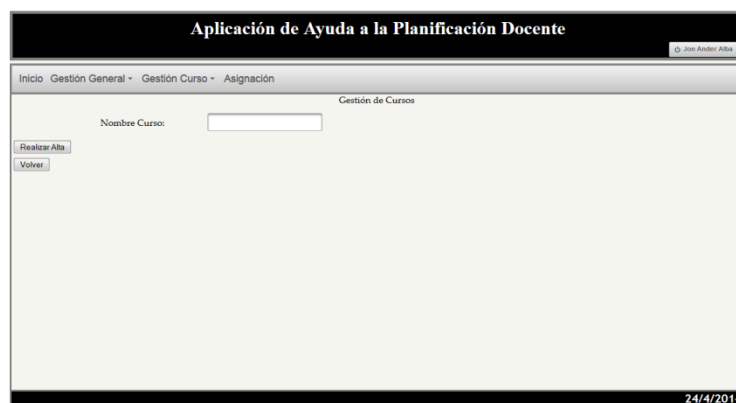 Aplicación de Ayuda a la Planificación Docente
Jon Ander Alba
Inicio Gestión General Gestión Curso Asignación
Gestión de Cursos
Nombre Curso:
Realizar Alta
Volver
24/4/201